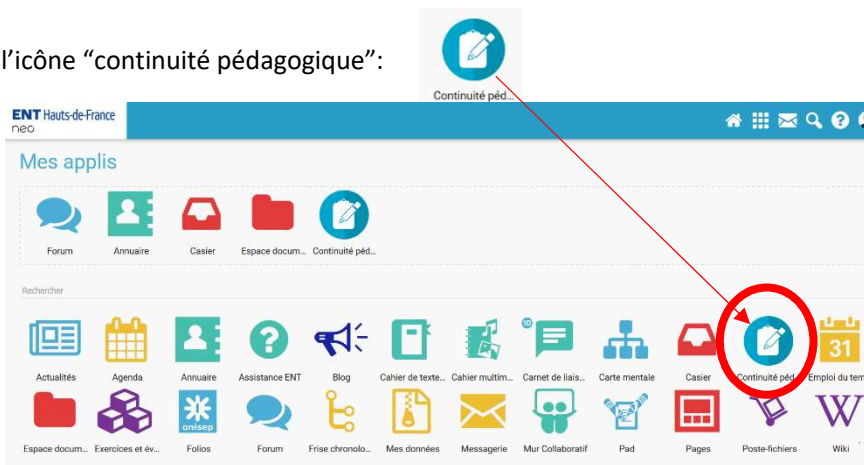 l’icône “continuité pédagogique”:
Continuité péd...
ENT Hauts-de-France
neo
Mes applis
Forum Annuaire Casier Espace docum... Continuité péd...
Rechercher
10
31
Actualités Agenda Annuaire Assistance ENT Blog Cahier de texte... Cahier multim... Carnet de liais... Carte mentale Casier Continuité péd... Emploi du tem
onisep
W
Espace docum... Exercices et év... Folios Forum Frise chronolo... Mes données Messagerie Mur Collaboratif Pad Pages Poste-fichiers Wiki